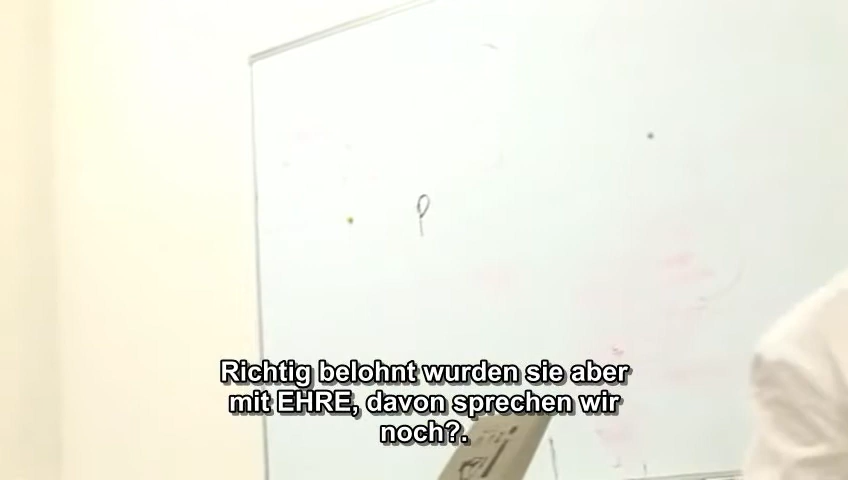 P
Richtig belohnt wurden sie aber
mit EHRE, davon sprechen wir
noch?.